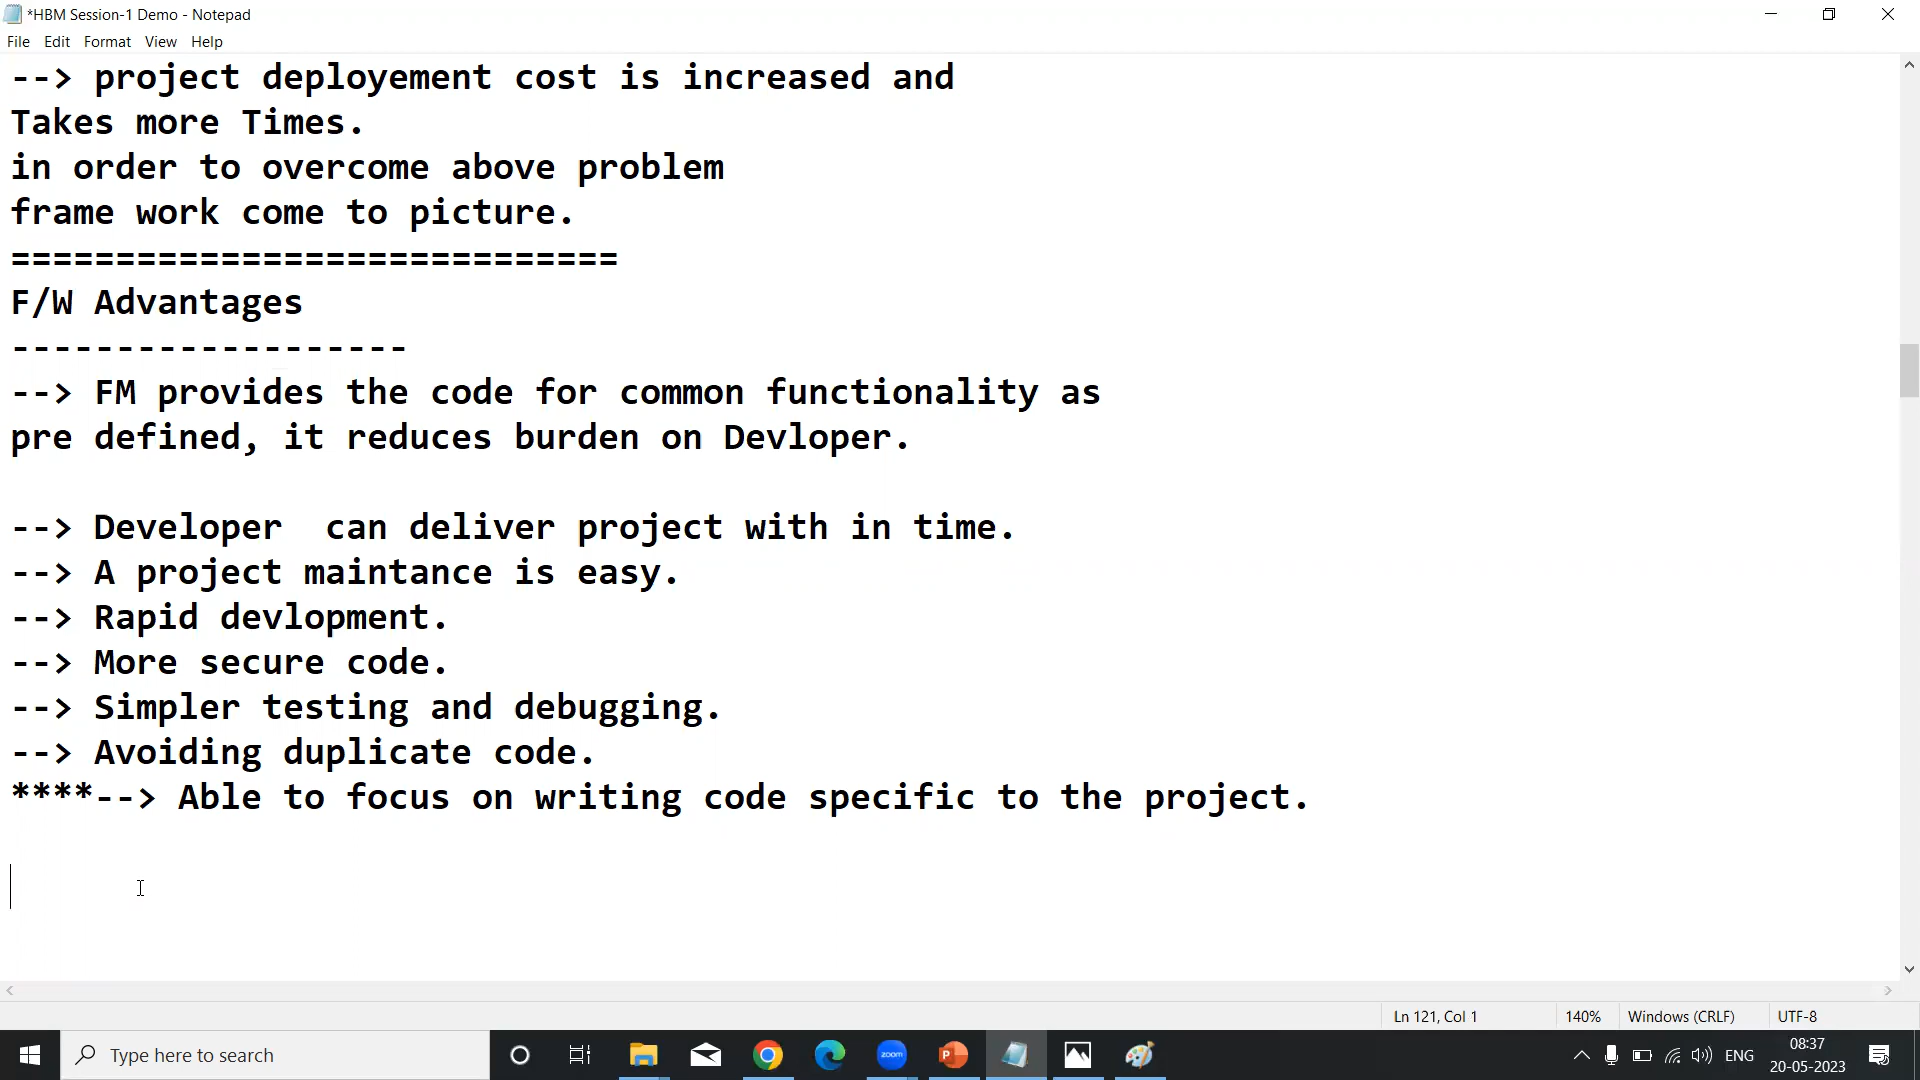 *HBM Session-1 Demo - Notepad
File Edit Format View Help
--> project deployement cost is increased and
Takes more Times.
in order to overcome above problem
frame work come to picture.
=============================
F/W Advantages
-------------------
--> FM provides the code for common functionality as
pre defined, it reduces burden on Devloper.
--> Developer  can deliver project with in time.
--> A project maintance is easy.
--> Rapid devlopment.
--> More secure code.
--> Simpler testing and debugging.
--> Avoiding duplicate code.
****--> Able to focus on writing code specific to the project.
Ln 121, Col 1 140% Windows (CRLF) UTF-8
Type here to search
zoom
P
ENG
08:37
20-05-2023